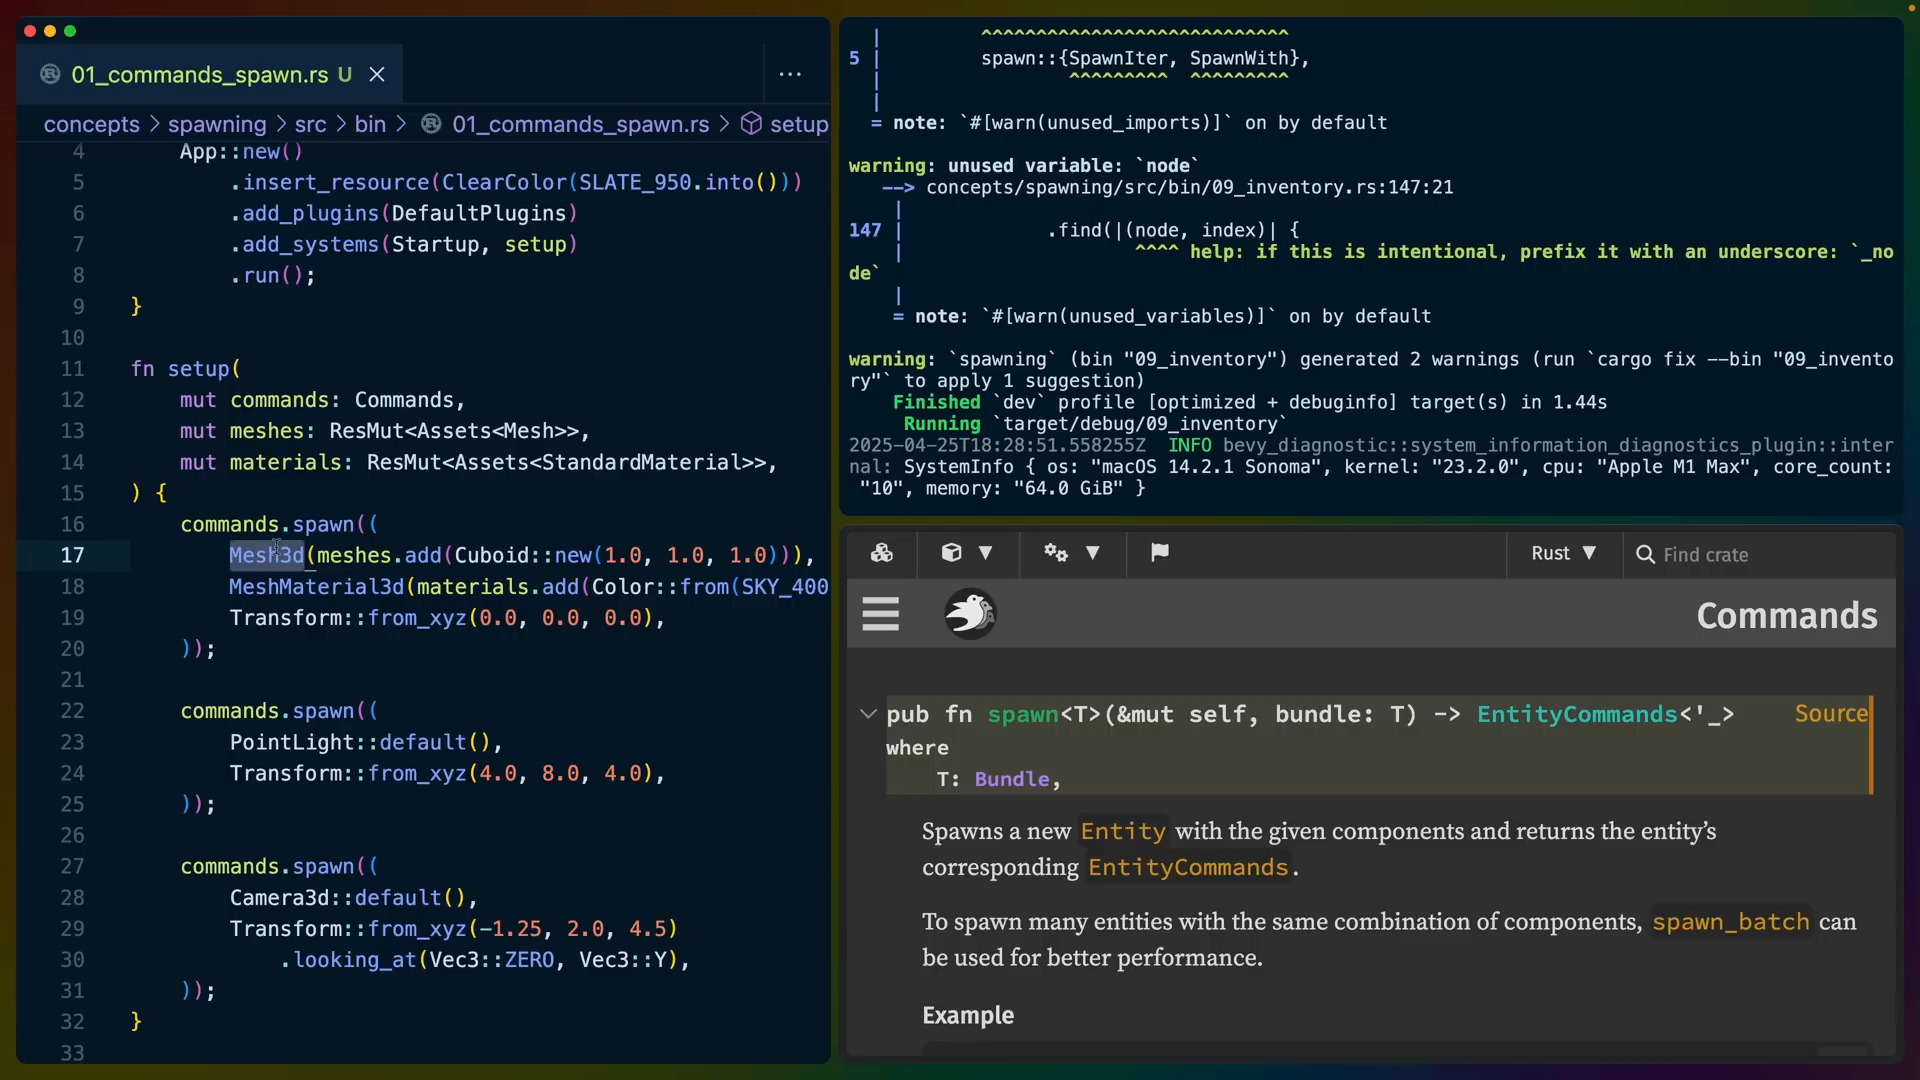 01_commands_spawn.rs U
concepts > spawning > src > bin > 01_commands_spawn.rs > setup
4 App::new()
5 .insert_resource(ClearColor(SLATE_950.into()))
6 .add_plugins(DefaultPlugins)
7 .add_systems(Startup, setup)
8 .run();
9 }
10
11 fn setup(
12 mut commands: Commands,
13 mut meshes: ResMut<Assets<Mesh>>,
14 mut materials: ResMut<Assets<StandardMaterial>>,
15 ) {
16 commands.spawn((
17 Mesh3d(meshes.add(Cuboid::new(1.0, 1.0, 1.0))),
18 MeshMaterial3d(materials.add(Color::from(SKY_400
19 Transform::from_xyz(0.0, 0.0, 0.0),
20 ));
21
22 commands.spawn((
23 PointLight::default(),
24 Transform::from_xyz(4.0, 8.0, 4.0),
25 ));
26
27 commands.spawn((
28 Camera3d::default(),
29 Transform::from_xyz(-1.25, 2.0, 4.5)
30 .looking_at(Vec3::ZERO, Vec3::Y),
31 ));
32 }
33
| ^^^^^^^^^^^^^^^^^^^^^^^^^^^^
5 | spawn::{SpawnIter, SpawnWith},
| ^^^^^^^^^ ^^^^^^^^^
|
= note: `#[warn(unused_imports)]` on by default
warning: unused variable: `node`
--> concepts/spawning/src/bin/09_inventory.rs:147:21
|
147 | .find(|(node, index)| {
| ^^^^ help: if this is intentional, prefix it with an underscore: `_no
de`
|
= note: `#[warn(unused_variables)]` on by default
warning: `spawning` (bin "09_inventory") generated 2 warnings (run `cargo fix --bin "09_invento
ry"` to apply 1 suggestion)
Finished `dev` profile [optimized + debuginfo] target(s) in 1.44s
Running `target/debug/09_inventory`
2025-04-25T18:28:51.558255Z INFO bevy_diagnostic::system_information_diagnostics_plugin::inter
nal: SystemInfo { os: "macOS 14.2.1 Sonoma", kernel: "23.2.0", cpu: "Apple M1 Max", core_count:
"10", memory: "64.0 GiB" }
Rust ▼ Find crate
Commands
pub fn spawn<T>(&mut self, bundle: T) -> EntityCommands<'_> Source
where
T: Bundle,
Spawns a new Entity with the given components and returns the entity’s
corresponding EntityCommands.
To spawn many entities with the same combination of components, spawn_batch can
be used for better performance.
Example